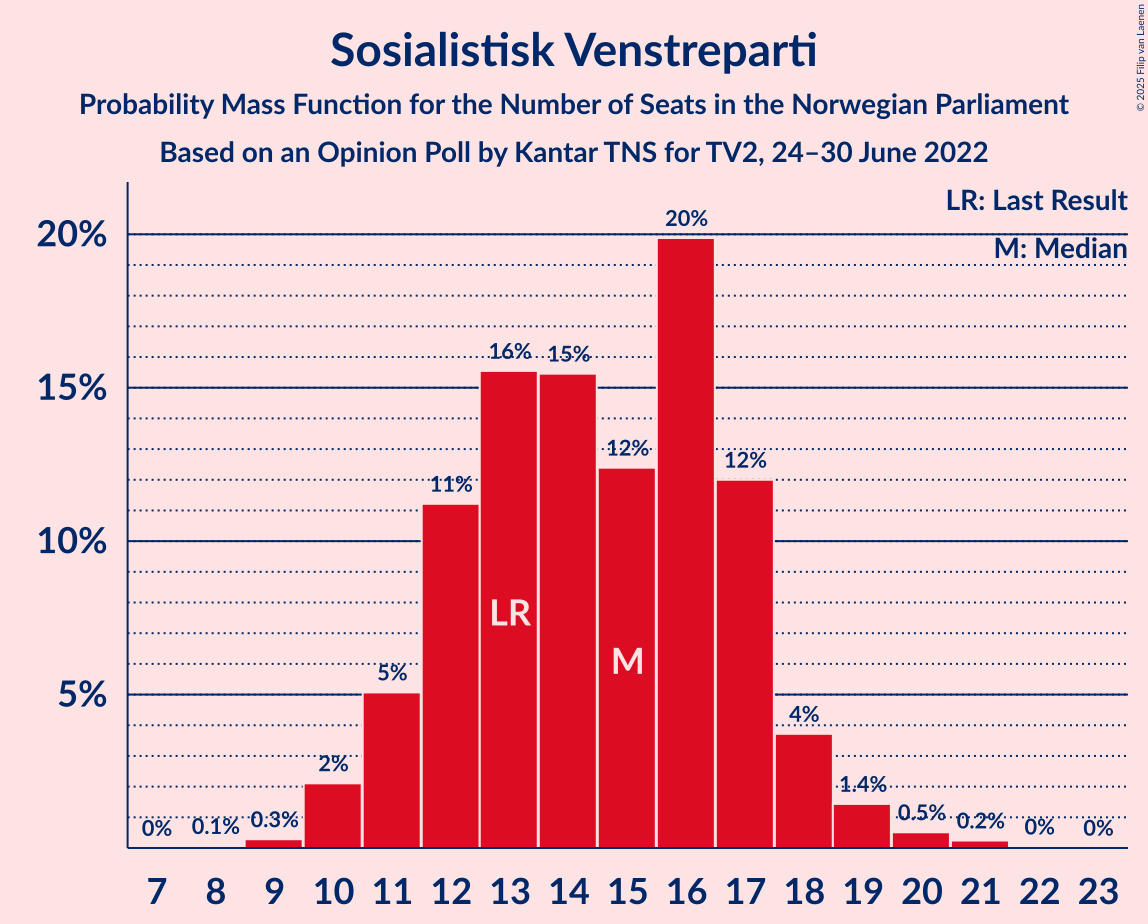 Sosialistisk Venstreparti
Probability Mass Function for the Number of Seats in the Norwegian Parliament
Based on an Opinion Poll by Kantar TNS for TV2, 24–30 June 2022
© 2025 Filip van Laenen
LR: Last Result
M: Median
20%
15%
10%
5%
0%
0.1%
0.3%
2%
5%
11%
16%
15%
12%
20%
12%
4%
1.4%
0.5%
0.2%
0%
0%
LR
M
7 8 9 10 11 12 13 14 15 16 17 18 19 20 21 22 23